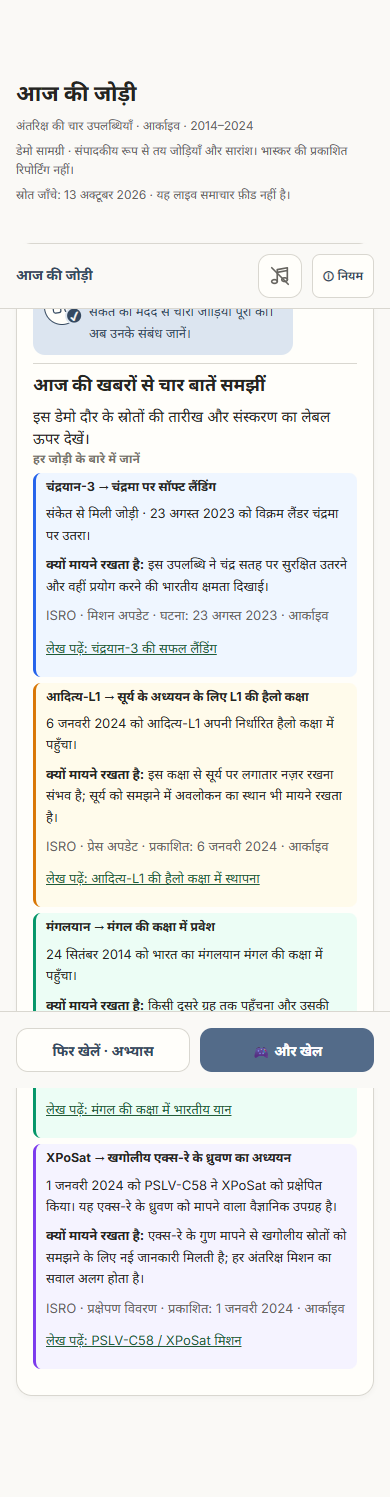 आज की जोड़ी
अंतरिक्ष की चार उपलब्धियाँ · आर्काइव · 2014–2024
डेमो सामग्री · संपादकीय रूप से तय जोड़ियाँ और सारांश। भास्कर की प्रकाशित
रिपोर्टिंग नहीं।
स्रोत जाँचे: 13 अक्टूबर 2026 · यह लाइव समाचार फ़ीड नहीं है।
आज की जोड़ी
नियम
संकेत की मदद से चारों जोड़ियाँ पूरी कीं।
अब उनके संबंध जानें।
आज की खबरों से चार बातें समझीं
इस डेमो दौर के स्रोतों की तारीख और संस्करण का लेबल
ऊपर देखें।
हर जोड़ी के बारे में जानें
चंद्रयान-3 → चंद्रमा पर सॉफ्ट लैंडिंग
संकेत से मिली जोड़ी · 23 अगस्त 2023 को विक्रम लैंडर चंद्रमा
पर उतरा।
क्यों मायने रखता है: इस उपलब्धि ने चंद्र सतह पर सुरक्षित उतरने
और वहीं प्रयोग करने की भारतीय क्षमता दिखाई।
ISRO · मिशन अपडेट · घटना: 23 अगस्त 2023 · आर्काइव
लेख पढ़ें: चंद्रयान-3 की सफल लैंडिंग
आदित्य-L1 → सूर्य के अध्ययन के लिए L1 की हैलो कक्षा
6 जनवरी 2024 को आदित्य-L1 अपनी निर्धारित हैलो कक्षा में
पहुँचा।
क्यों मायने रखता है: इस कक्षा से सूर्य पर लगातार नज़र रखना
संभव है; सूर्य को समझने में अवलोकन का स्थान भी मायने रखता
है।
ISRO · प्रेस अपडेट · प्रकाशित: 6 जनवरी 2024 · आर्काइव
लेख पढ़ें: आदित्य-L1 की हैलो कक्षा में स्थापना
मंगलयान → मंगल की कक्षा में प्रवेश
24 सितंबर 2014 को भारत का मंगलयान मंगल की कक्षा में
पहुँचा।
क्यों मायने रखता है: किसी दूसरे ग्रह तक पहुँचना और उसकी
फिर खेलें · अभ्यास
और खेल
लेख पढ़ें: मंगल की कक्षा में भारतीय यान
XPoSat → खगोलीय एक्स-रे के ध्रुवण का अध्ययन
1 जनवरी 2024 को PSLV-C58 ने XPoSat को प्रक्षेपित
किया। यह एक्स-रे के ध्रुवण को मापने वाला वैज्ञानिक उपग्रह है।
क्यों मायने रखता है: एक्स-रे के गुण मापने से खगोलीय स्रोतों को
समझने के लिए नई जानकारी मिलती है; हर अंतरिक्ष मिशन का
सवाल अलग होता है।
ISRO · प्रक्षेपण विवरण · प्रकाशित: 1 जनवरी 2024 · आर्काइव
लेख पढ़ें: PSLV-C58 / XPoSat मिशन